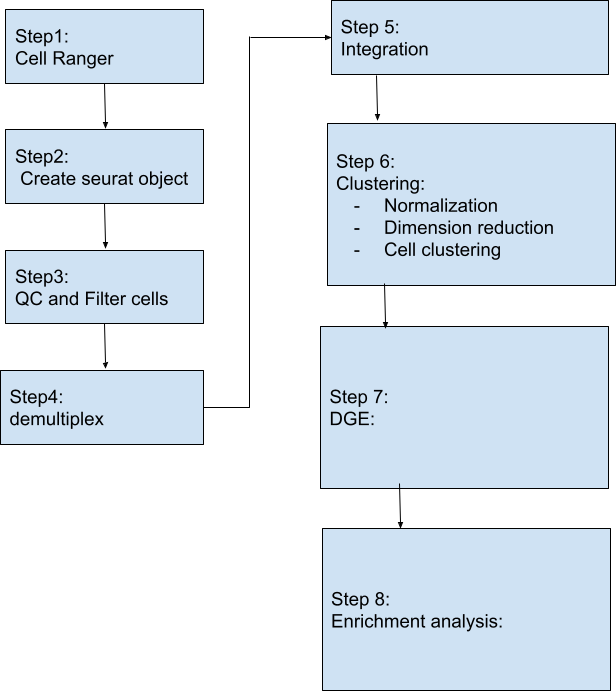 Step1:
Cell Ranger
Step2:
Create seurat object
Step3:
QC and Filter cells
Step4:
demultiplex
Step 5:
Integration
Step 6:
Clustering:
- Normalization
- Dimension reduction
- Cell clustering
Step 7:
DGE:
Step 8:
Enrichment analysis: